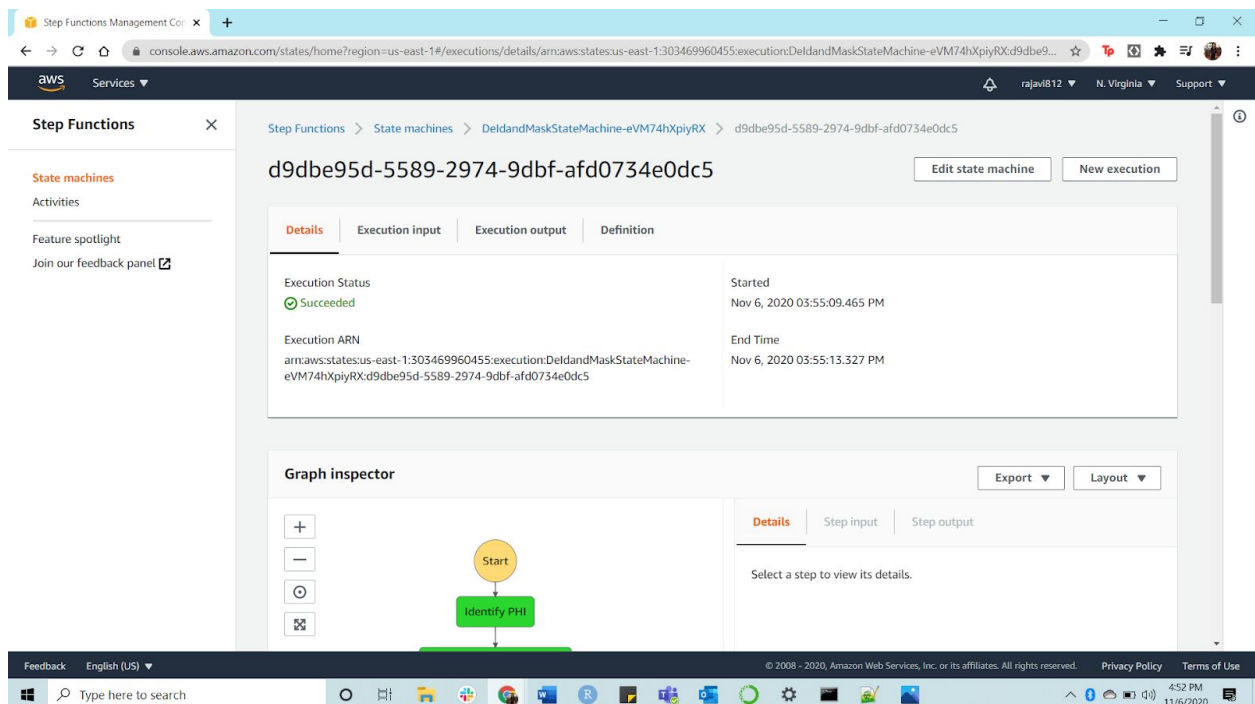 Step Functions Management Con
console.aws.amazon.com/states/home?region=us-east-1#/executions/details/arn:aws:states:us-east-1:303469960455:execution:DeIdandMaskStateMachine-eVM74hXpiyRX:d9dbe9...
Tp
aws Services ▼ rajavi812 ▼ N. Virginia ▼ Support ▼
Step Functions
State machines
Activities
Feature spotlight
Join our feedback panel
Step Functions > State machines > DeIdandMaskStateMachine-eVM74hXpiyRX > d9dbe95d-5589-2974-9dbf-afd0734e0dc5
d9dbe95d-5589-2974-9dbf-afd0734e0dc5
Edit state machine New execution
Details Execution input Execution output Definition
Execution Status
Succeeded
Execution ARN
arn:aws:states:us-east-1:303469960455:execution:DeIdandMaskStateMachine-
eVM74hXpiyRX:d9dbe95d-5589-2974-9dbf-afd0734e0dc5
Started
Nov 6, 2020 03:55:09.465 PM
End Time
Nov 6, 2020 03:55:13.327 PM
Graph inspector
Export ▼ Layout ▼
Start
Identify PHI
Details Step input Step output
Select a step to view its details.
Feedback English (US) ▼ © 2008 - 2020, Amazon Web Services, Inc. or its affiliates. All rights reserved. Privacy Policy Terms of Use
Type here to search
4:52 PM
11/6/2020